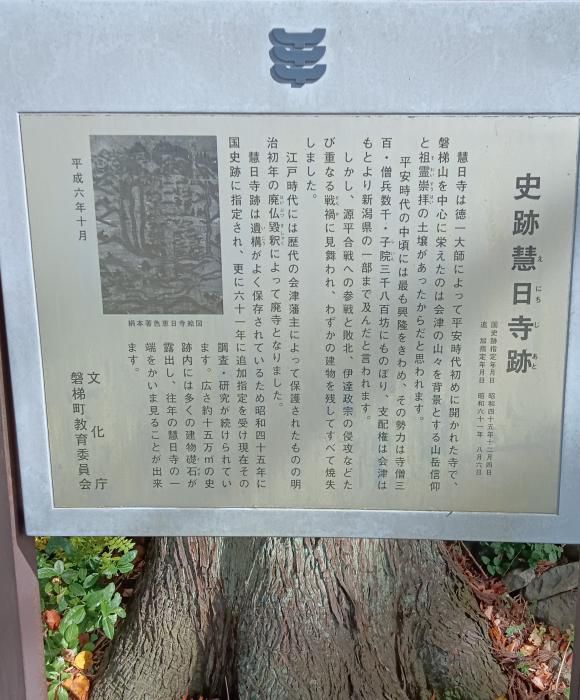 史跡慧日寺跡
え にち じ あと
国史跡指定年月日 昭和四十五年十二月四日
追加指定年月日 昭和六十一年 八月六日
慧日寺は徳一大師によって平安時代初めに開かれた寺で、
磐梯山を中心に栄えたのは会津の山々を背景とする山岳信仰
と祖霊崇拝の土壌があったからだと思われます。
平安時代の中頃には最も興隆をきわめ、その勢力は寺僧三
百・僧兵数千・子院三千八百坊にものぼり、支配権は会津は
もとより新潟県の一部まで及んだと言われます。
しかし、源平合戦への参戦と敗北、伊達政宗の侵攻などた
び重なる戦禍に見舞われ、わずかの建物を残してすべて焼失
しました。
江戸時代には歴代の会津藩主によって保護されたものの明
治初年の廃仏毀釈によって廃寺となりました。
慧日寺跡は遺構がよく保存されているため昭和四十五年に
国史跡に指定され、更に六十一年に追加指定を受け現在その
調査・研究が続けられてい
ます。広さ約十五万㎡の史
跡内には多くの建物礎石が
露出し、往年の慧日寺の一
端をかいま見ることが出来
ます。
絹本著色恵日寺絵図
平成六年十月
文化庁
磐梯町教育委員会